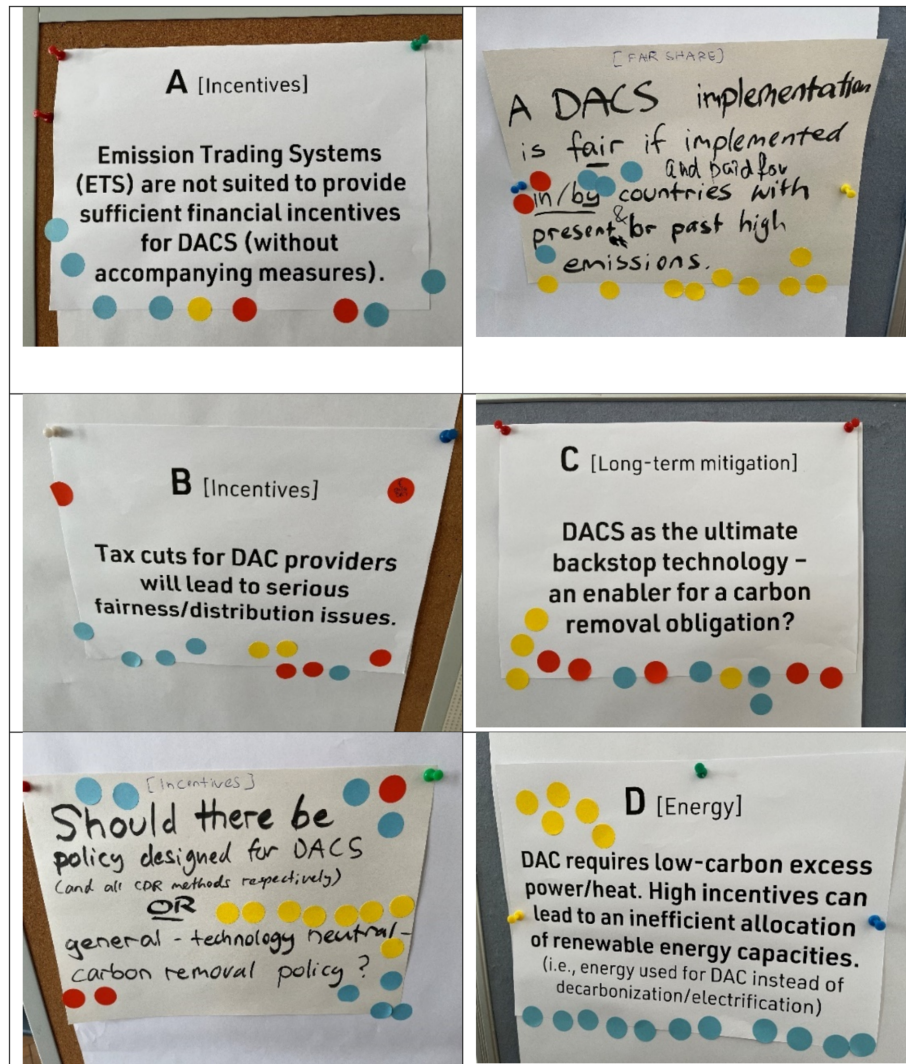 A [Incentives]
Emission Trading Systems
(ETS) are not suited to provide
sufficient financial incentives
for DACS (without
accompanying measures).
[FAIR SHARE]
A DACS implementation
is fair if implemented
and paid for
in/by countries with
present & or past high
emissions.
B [Incentives]
Tax cuts for DAC providers
will lead to serious
fairness/distribution issues.
C [Long-term mitigation]
DACS as the ultimate
backstop technology –
an enabler for a carbon
removal obligation?
[Incentives]
Should there be
policy designed for DACS
(and all CDR methods respectively)
OR
general - technology neutral -
carbon removal policy?
D [Energy]
DAC requires low-carbon excess
power/heat. High incentives can
lead to an inefficient allocation
of renewable energy capacities.
(i.e., energy used for DAC instead of
decarbonization/electrification)